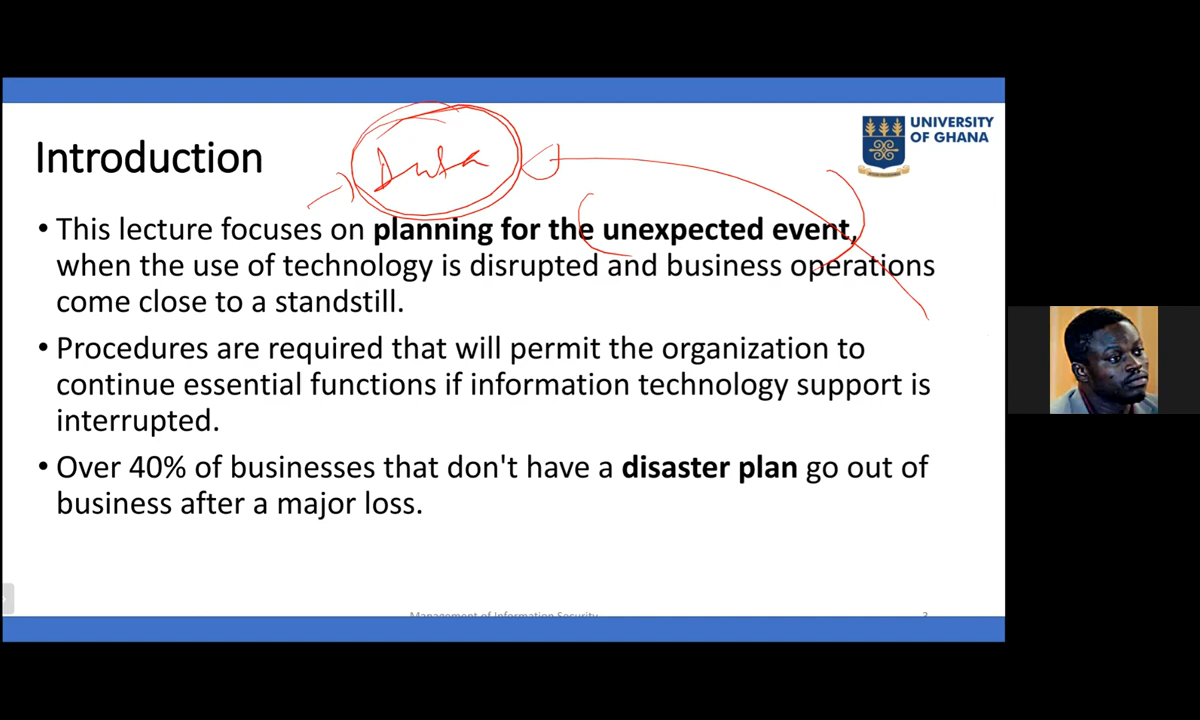 UNIVERSITY
OF GHANA
Introduction
Data
• This lecture focuses on planning for the unexpected event,
when the use of technology is disrupted and business operations
come close to a standstill.
• Procedures are required that will permit the organization to
continue essential functions if information technology support is
interrupted.
• Over 40% of businesses that don't have a disaster plan go out of
business after a major loss.
Management of Information Security
3